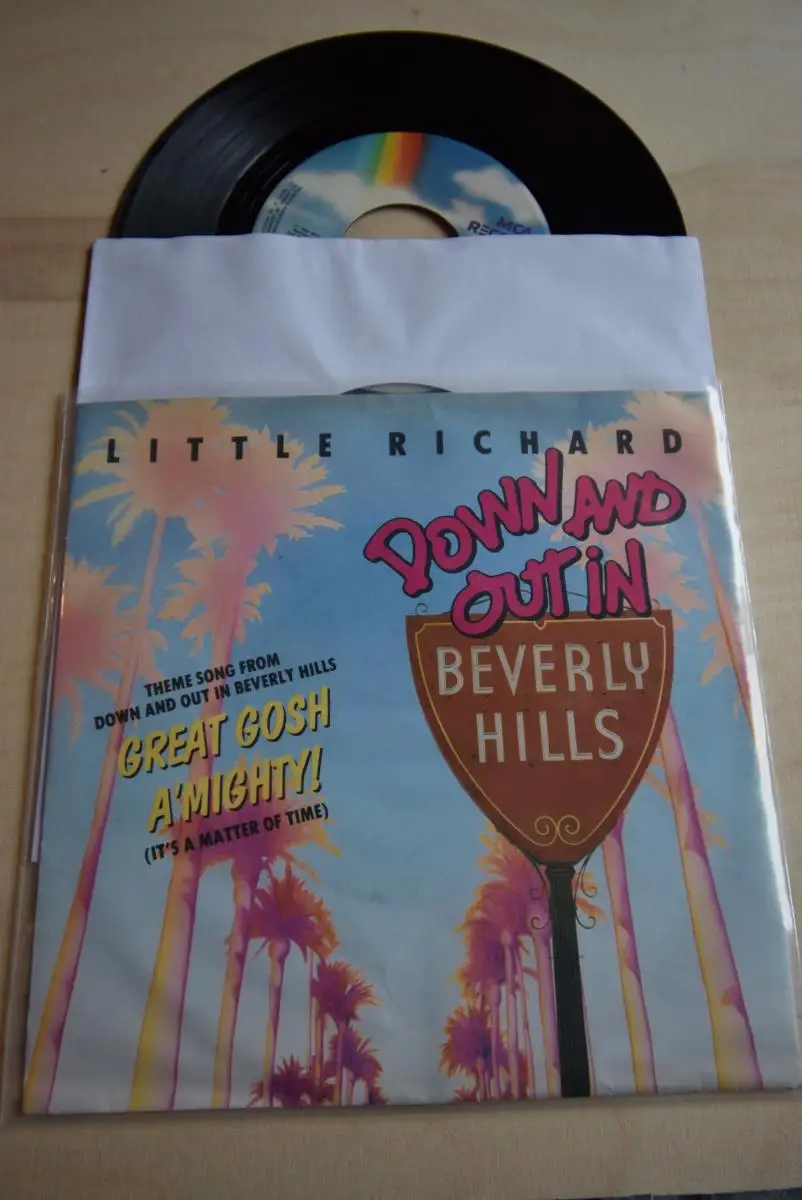 MCA
LITTLE RICHARD
DOWN AND
OUT IN
BEVERLY
HILLS
THEME SONG FROM
DOWN AND OUT IN BEVERLY HILLS
GREAT GOSH
A'MIGHTY!
(IT'S A MATTER OF TIME)